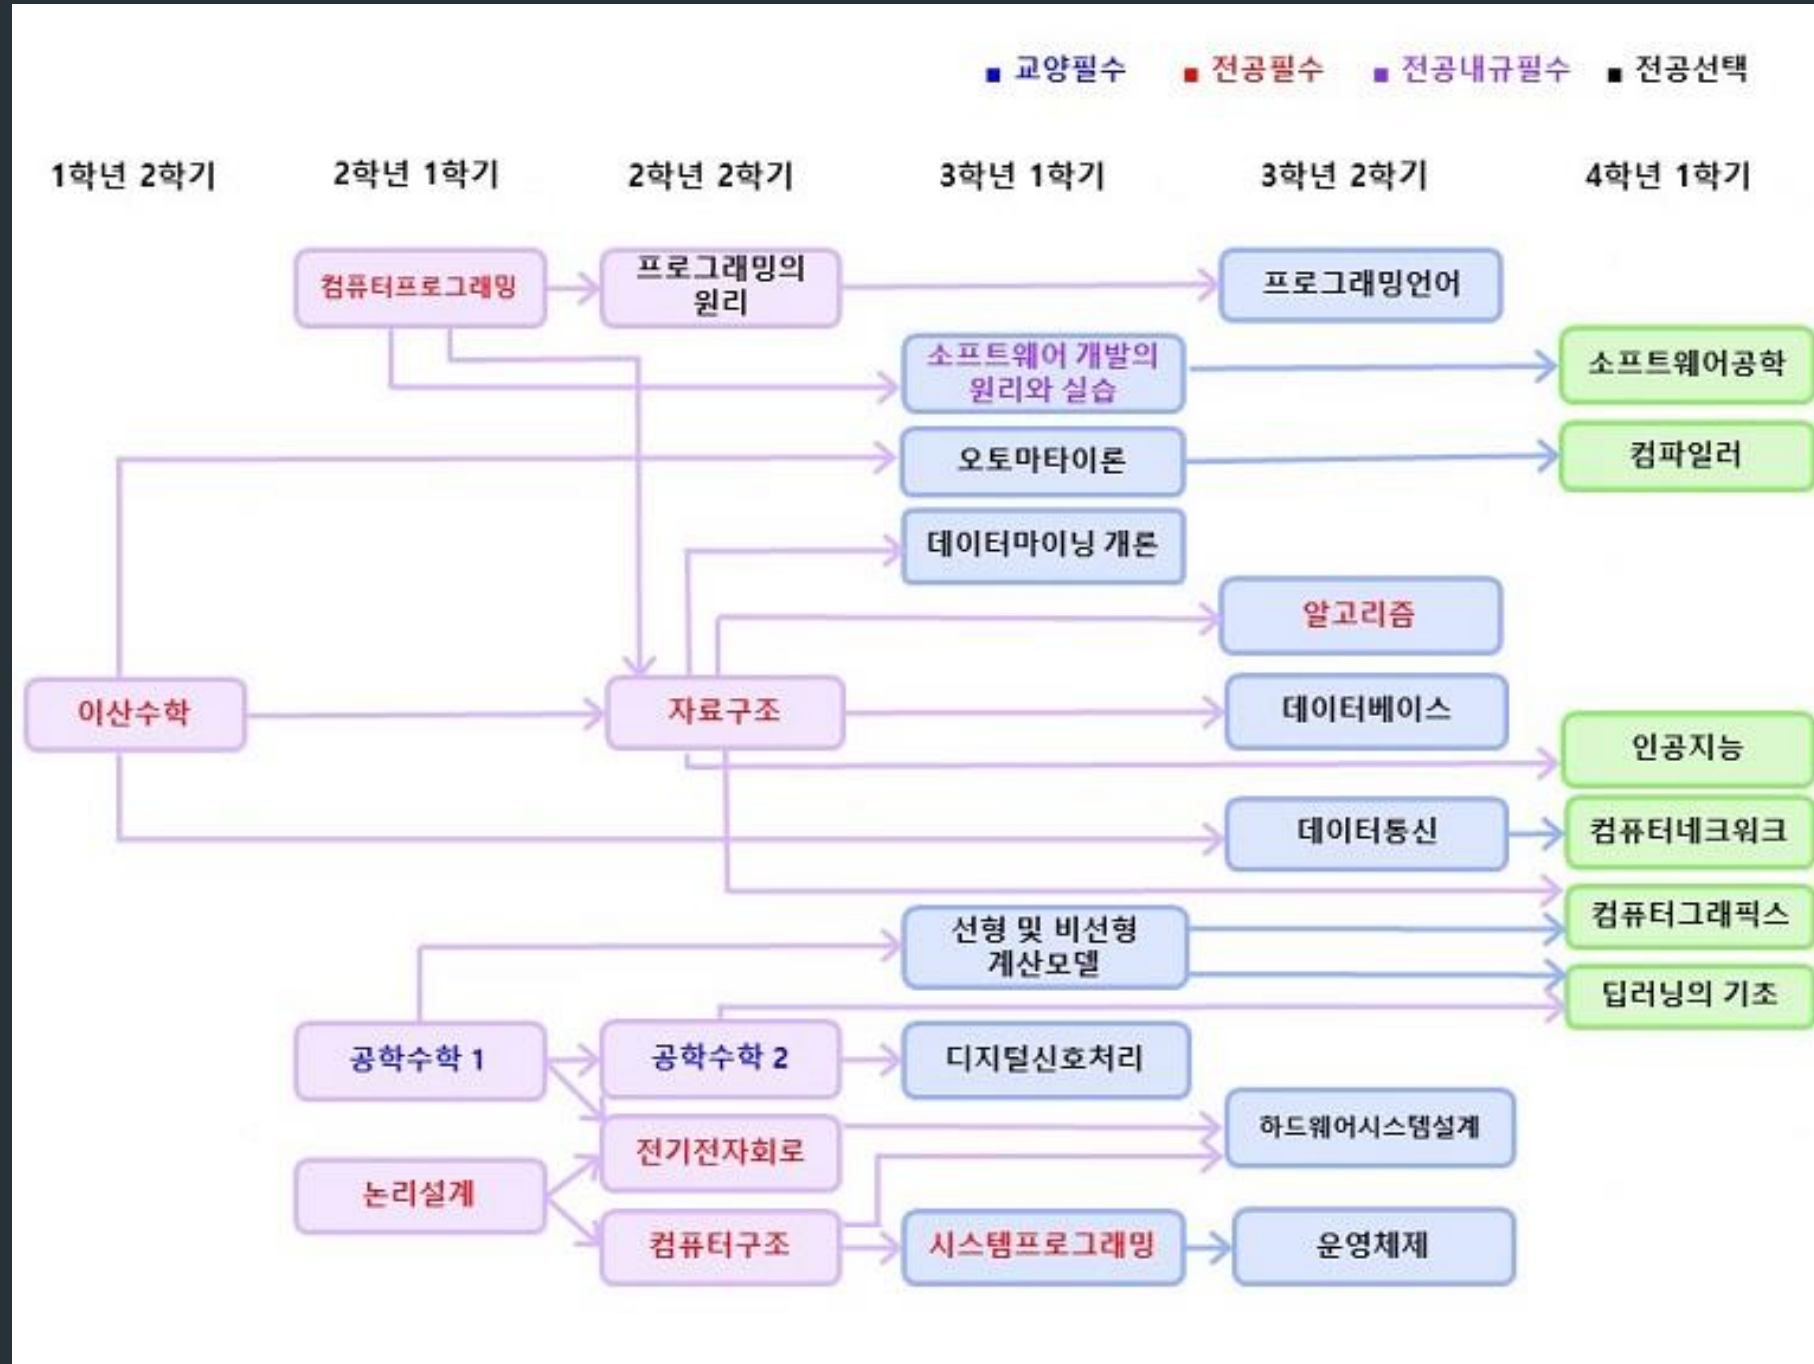 교양필수 전공필수 전공내규필수 전공선택
1학년 2학기 2학년 1학기 2학년 2학기 3학년 1학기 3학년 2학기 4학년 1학기
컴퓨터프로그래밍
프로그래밍의
원리
프로그래밍언어
소프트웨어 개발의
원리와 실습
소프트웨어공학
오토마타이론
컴파일러
데이터마이닝 개론
알고리즘
이산수학
자료구조
데이터베이스
인공지능
데이터통신
컴퓨터네크워크
컴퓨터그래픽스
선형 및 비선형
계산모델
딥러닝의 기초
공학수학 1
공학수학 2
디지털신호처리
하드웨어시스템설계
전기전자회로
논리설계
컴퓨터구조
시스템프로그래밍
운영체제